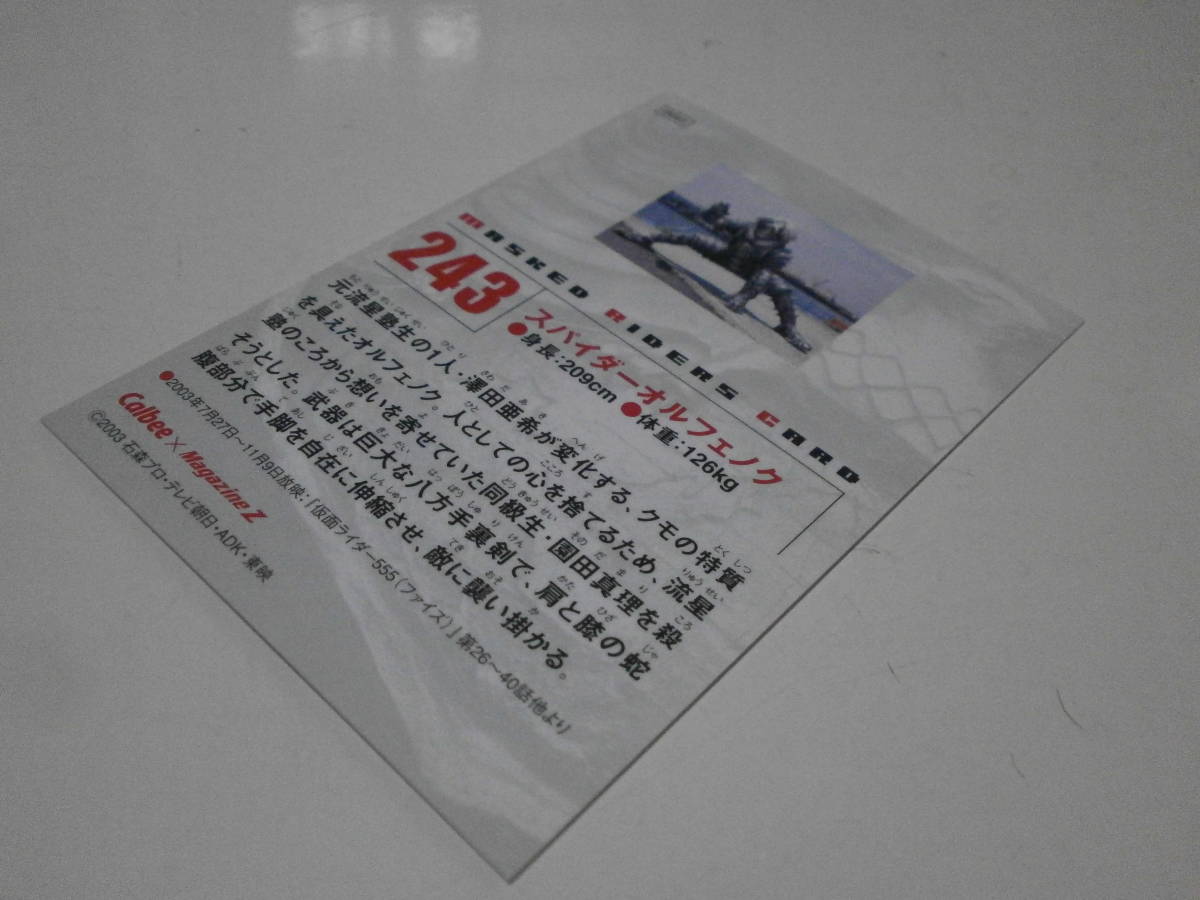 MASKED RIDERS CARD
243
スパイダーオルフェノク
●身長:209cm ●体重:126kg
元流星塾生の1人・澤田亜希が変化する、クモの特質
を具えたオルフェノク。人としての心を捨てるため、流星
塾のころから想いを寄せていた同級生・園田真理を殺
そうとした。武器は巨大な八方手裏剣で、肩と膝の蛇
腹部分で手脚を自在に伸縮させ、敵に襲い掛かる。
●2003年7月27日〜11月9日放映・「仮面ライダー555(ファイズ)」第26〜40話他より
Calbee × Magazine Z
©2003 石森プロ・テレビ朝日・ADK・東映